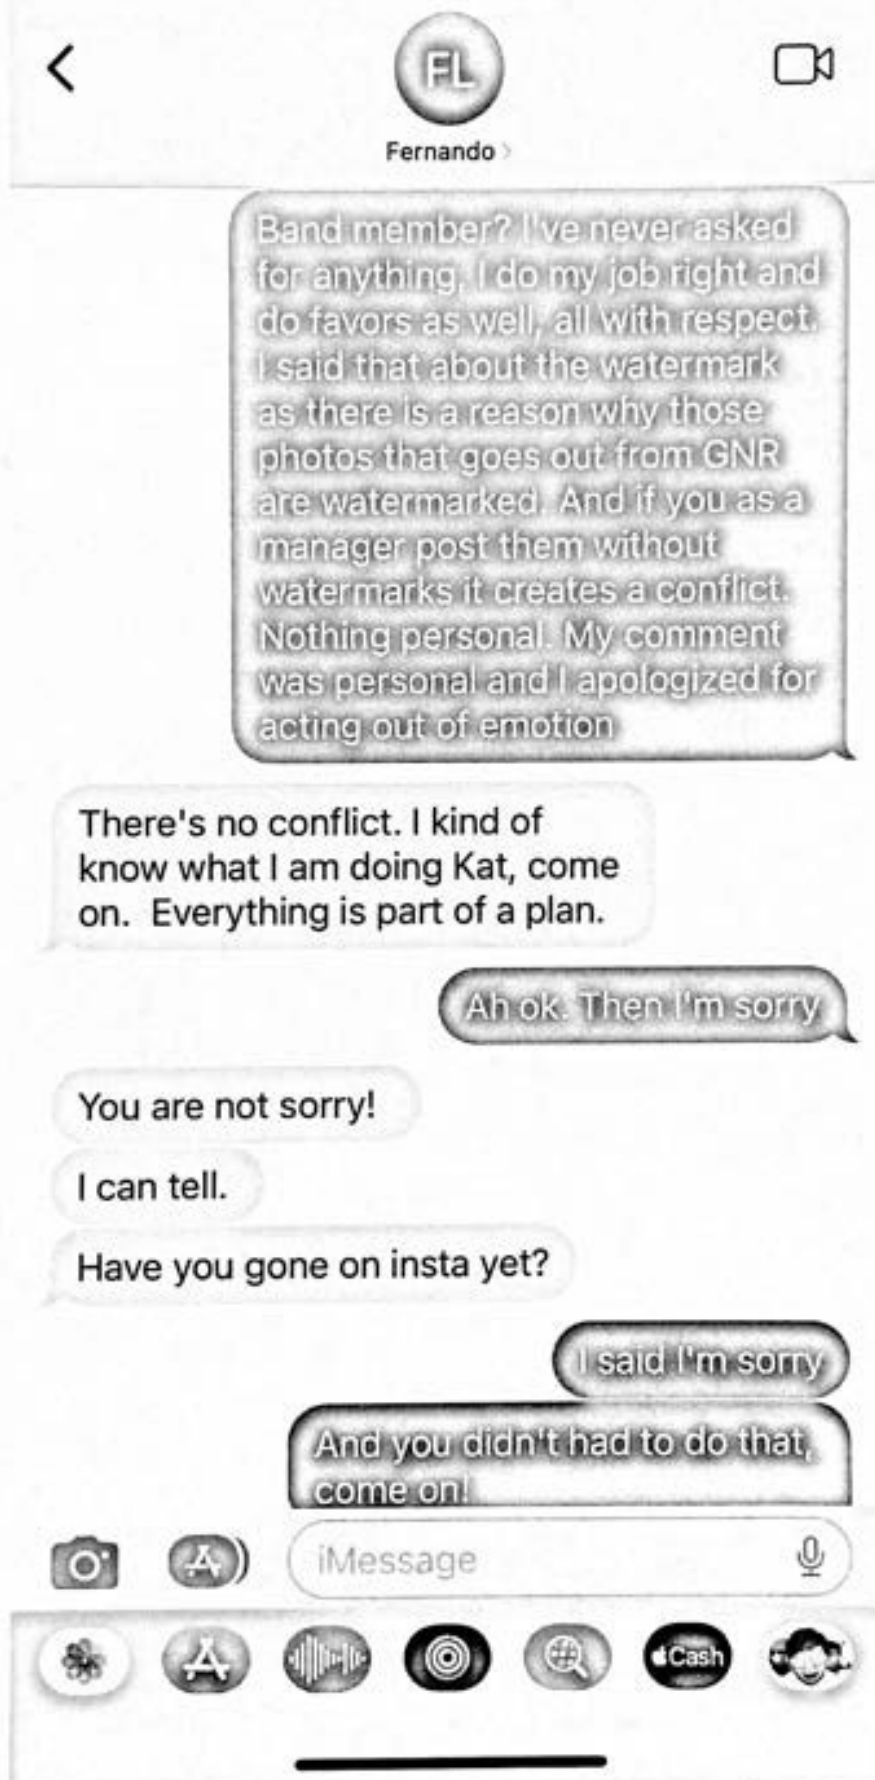 FL
Fernando
Band member? I've never asked
for anything. I do my job right and
do favors as well, all with respect.
I said that about the watermark
as there is a reason why those
photos that goes out from GNR
are watermarked. And if you as a
manager post them without
watermarks it creates a conflict.
Nothing personal. My comment
was personal and I apologized for
acting out of emotion
There's no conflict. I kind of
know what I am doing Kat, come
on. Everything is part of a plan.
Ah ok. Then I'm sorry
You are not sorry!
I can tell.
Have you gone on insta yet?
I said I'm sorry
And you didn't had to do that,
come on!
iMessage
Cash